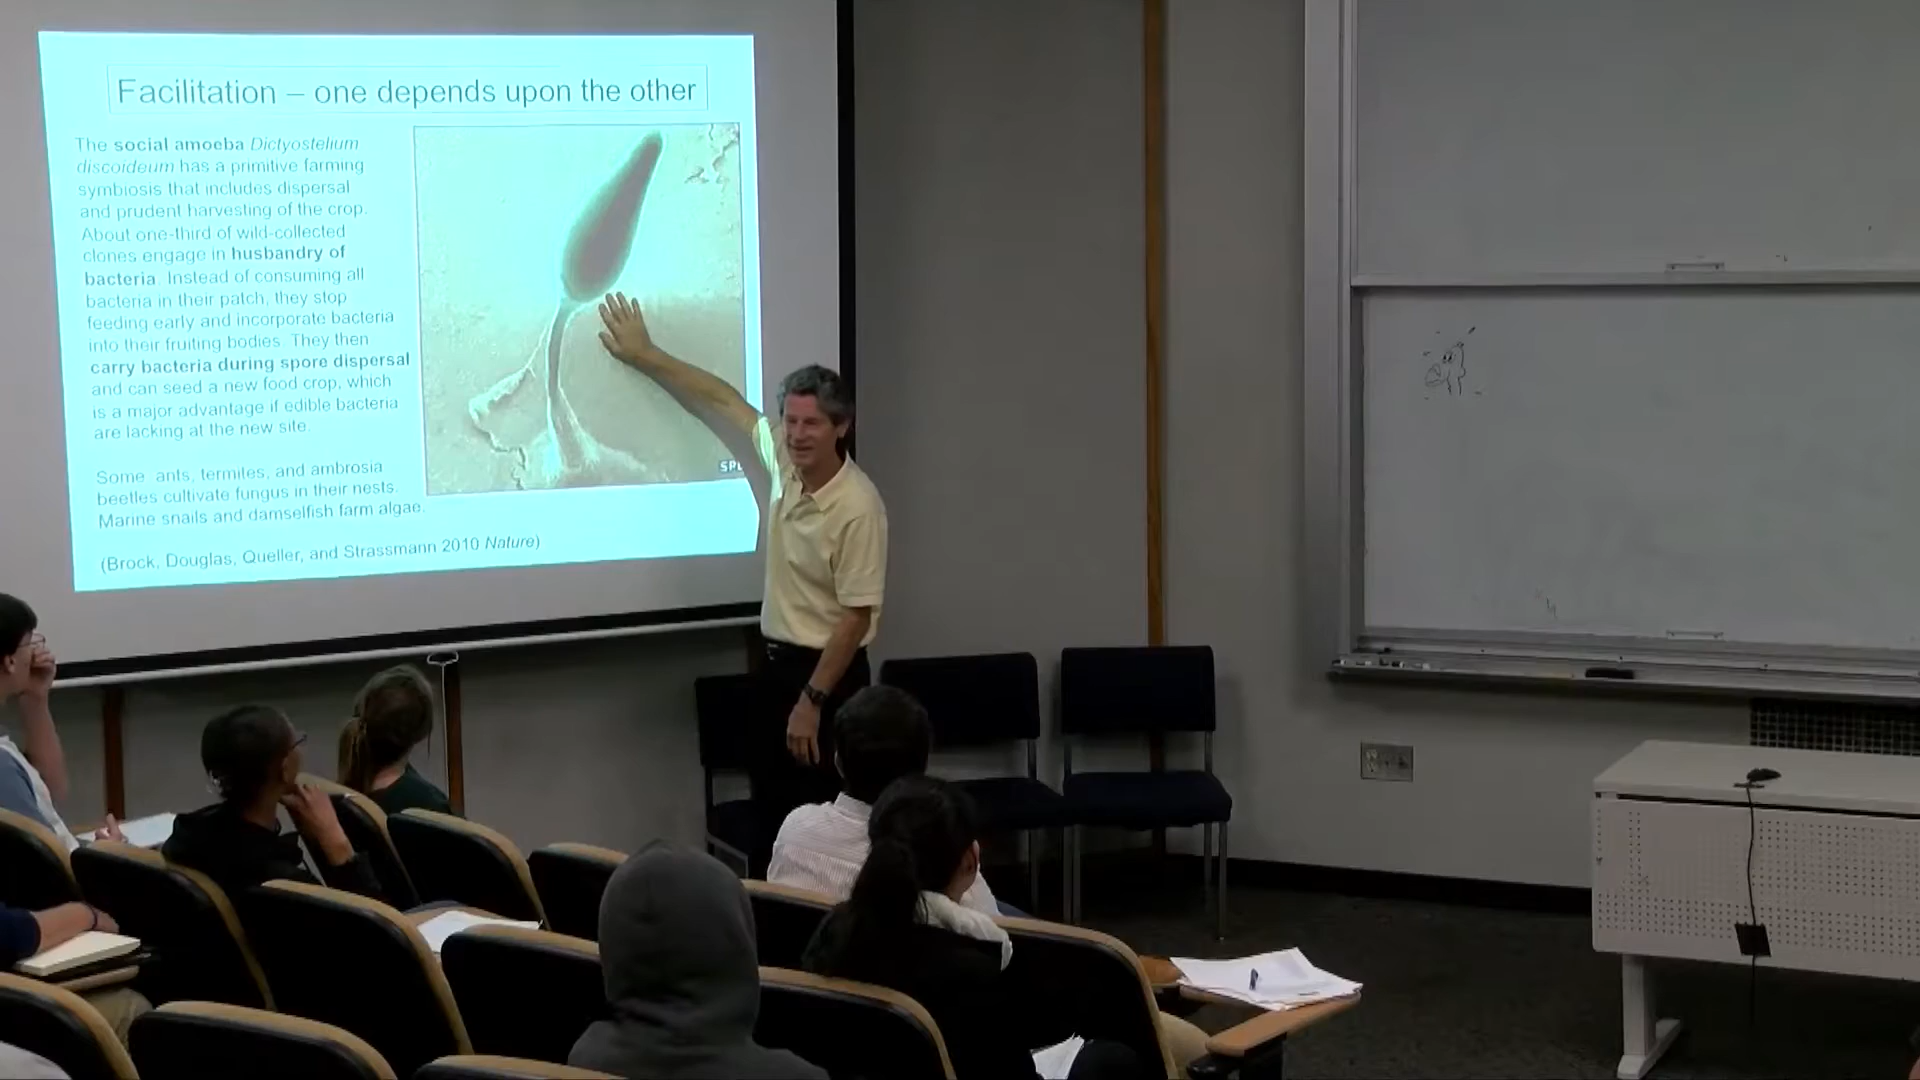 Facilitation – one depends upon the other
The social amoeba Dictyostelium
discoideum has a primitive farming
symbiosis that includes dispersal
and prudent harvesting of the crop.
About one-third of wild-collected
clones engage in husbandry of
bacteria. Instead of consuming all
bacteria in their patch, they stop
feeding early and incorporate bacteria
into their fruiting bodies. They then
carry bacteria during spore dispersal
and can seed a new food crop, which
is a major advantage if edible bacteria
are lacking at the new site.
Some ants, termites, and ambrosia
beetles cultivate fungus in their nests.
Marine snails and damselfish farm algae.
(Brock, Douglas, Queller, and Strassmann 2010 Nature)
SPL